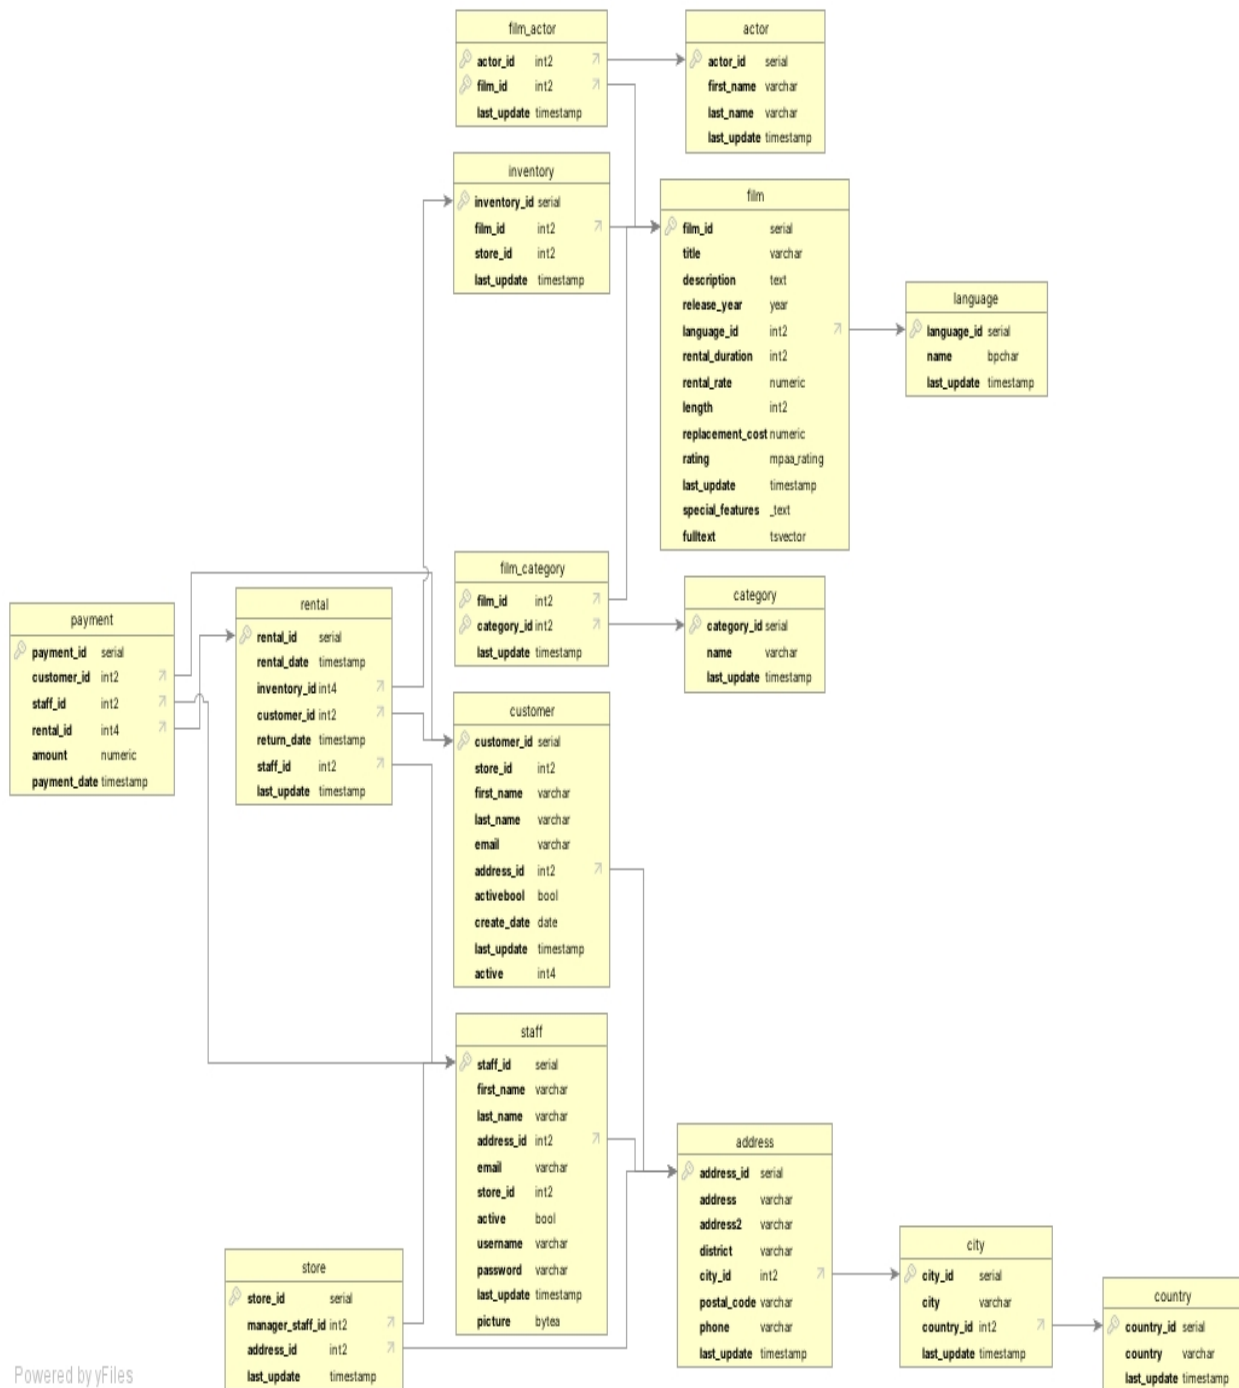 film_actor
actor_id int2
film_id int2
last_update timestamp
actor
actor_id serial
first_name varchar
last_name varchar
last_update timestamp
inventory
inventory_id serial
film_id int2
store_id int2
last_update timestamp
film
film_id serial
title varchar
description text
release_year year
language_id int2
rental_duration int2
rental_rate numeric
length int2
replacement_cost numeric
rating mpaa_rating
last_update timestamp
special_features _text
fulltext tsvector
language
language_id serial
name bpchar
last_update timestamp
film_category
film_id int2
category_id int2
last_update timestamp
category
category_id serial
name varchar
last_update timestamp
payment
payment_id serial
customer_id int2
staff_id int2
rental_id int4
amount numeric
payment_date timestamp
rental
rental_id serial
rental_date timestamp
inventory_id int4
customer_id int2
return_date timestamp
staff_id int2
last_update timestamp
customer
customer_id serial
store_id int2
first_name varchar
last_name varchar
email varchar
address_id int2
activebool bool
create_date date
last_update timestamp
active int4
staff
staff_id serial
first_name varchar
last_name varchar
address_id int2
email varchar
store_id int2
active bool
username varchar
password varchar
last_update timestamp
picture bytea
store
store_id serial
manager_staff_id int2
address_id int2
last_update timestamp
address
address_id serial
address varchar
address2 varchar
district varchar
city_id int2
postal_code varchar
phone varchar
last_update timestamp
city
city_id serial
city varchar
country_id int2
last_update timestamp
country
country_id serial
country varchar
last_update timestamp
Powered by yFiles